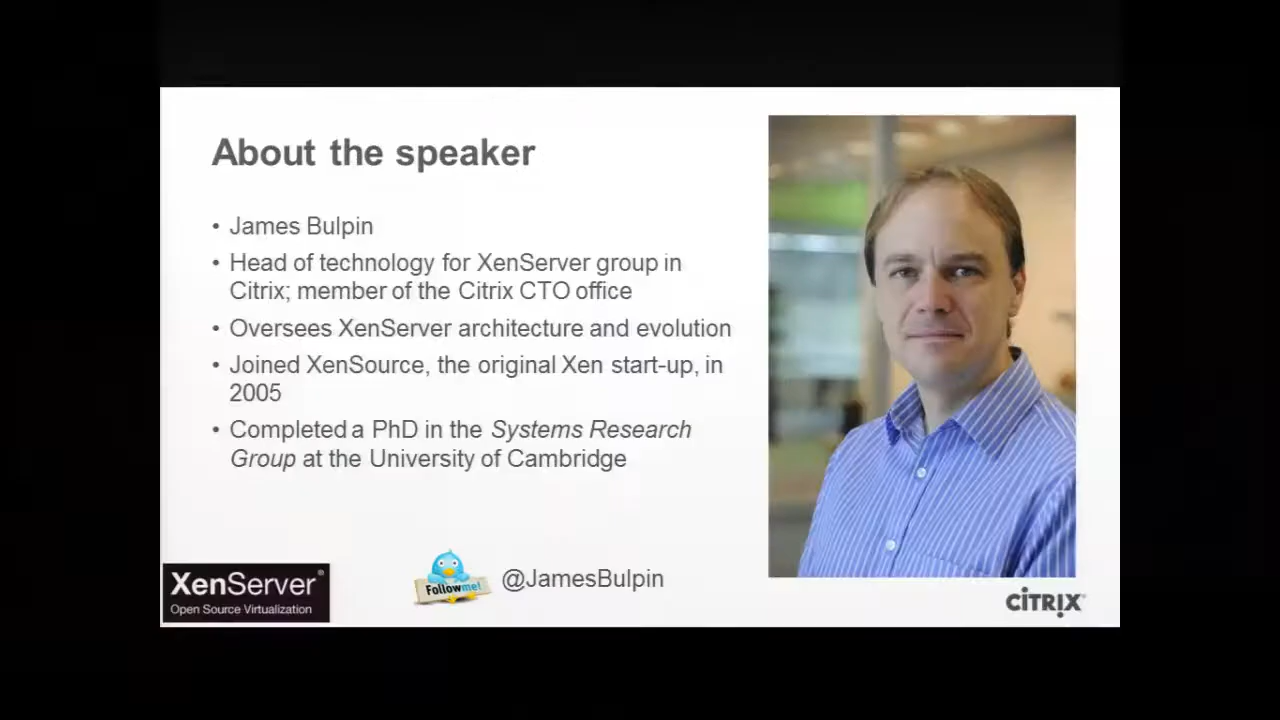 About the speaker
• James Bulpin
• Head of technology for XenServer group in
Citrix; member of the Citrix CTO office
• Oversees XenServer architecture and evolution
• Joined XenSource, the original Xen start-up, in
2005
• Completed a PhD in the Systems Research
Group at the University of Cambridge
XenServer®
Open Source Virtualization
Follow me!
@JamesBulpin
CITRIX®